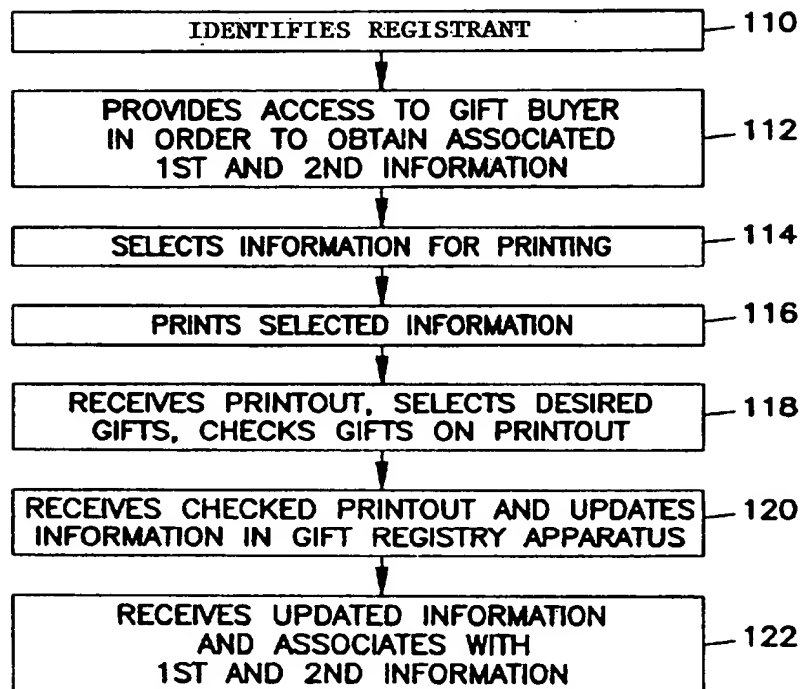 IDENTIFIES REGISTRANT
110
PROVIDES ACCESS TO GIFT BUYER
IN ORDER TO OBTAIN ASSOCIATED
1ST AND 2ND INFORMATION
112
SELECTS INFORMATION FOR PRINTING
114
PRINTS SELECTED INFORMATION
116
RECEIVES PRINTOUT, SELECTS DESIRED
GIFTS, CHECKS GIFTS ON PRINTOUT
118
RECEIVES CHECKED PRINTOUT AND UPDATES
INFORMATION IN GIFT REGISTRY APPARATUS
120
RECEIVES UPDATED INFORMATION
AND ASSOCIATES WITH
1ST AND 2ND INFORMATION
122